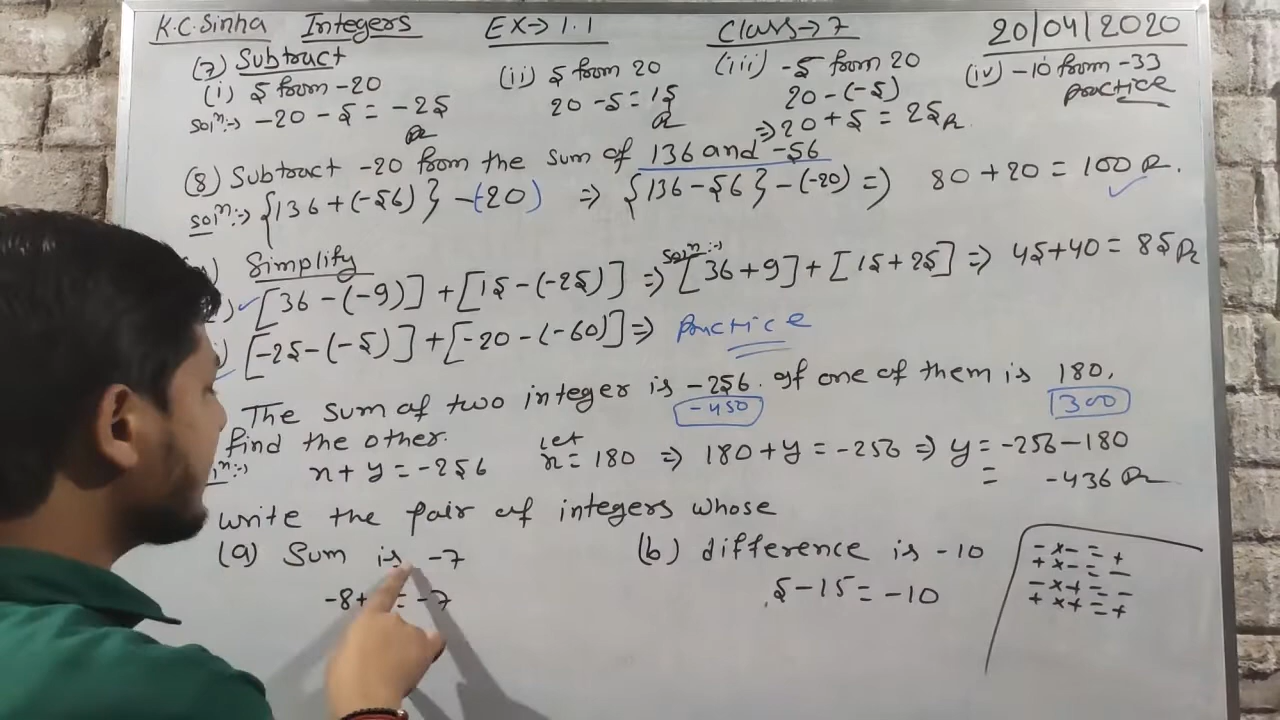 K.C. Sinha Integers EX→1.1 Class→7 20/04/2020
(7) Subtract
(i) 5 from -20 (ii) 5 from 20 (iii) -5 from 20 (iv) -10 from -33
Solⁿ:-> -20 - 5 = -25 20 - 5 = 15 20 - (-5) practice
⇒ 20 + 5 = 25
(8) Subtract -20 from the sum of 136 and -56
Solⁿ:-> {136 + (-56)} - (-20) ⇒ {136 - 56} - (-20) ⇒ 80 + 20 = 100
Simplify
[36 - (-9)] + [15 - (-25)] ⇒ Solⁿ:-> [36 + 9] + [15 + 25] ⇒ 45 + 40 = 85
[-25 - (-5)] + [-20 - (-60)] ⇒ practice
The sum of two integer is -256. If one of them is 180,
-450 300
find the other.
x + y = -256 let x = 180 ⇒ 180 + y = -256 ⇒ y = -256 - 180
= -436
write the pair of integers whose
(a) Sum is -7 (b) difference is -10
-8+ = -7 5 - 15 = -10
- x - = +
+ x - = -
- x + = -
+ x + = +